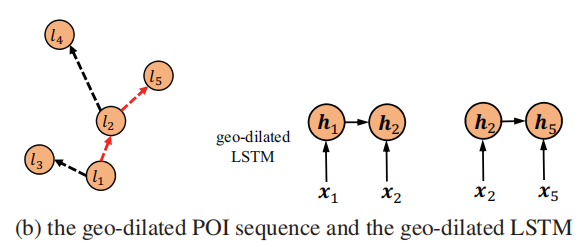 l4
l5
l2
l3
l1
geo-dilated
LSTM
h1 h2 h2 h5
x1 x2 x2 x5
(b) the geo-dilated POI sequence and the geo-dilated LSTM